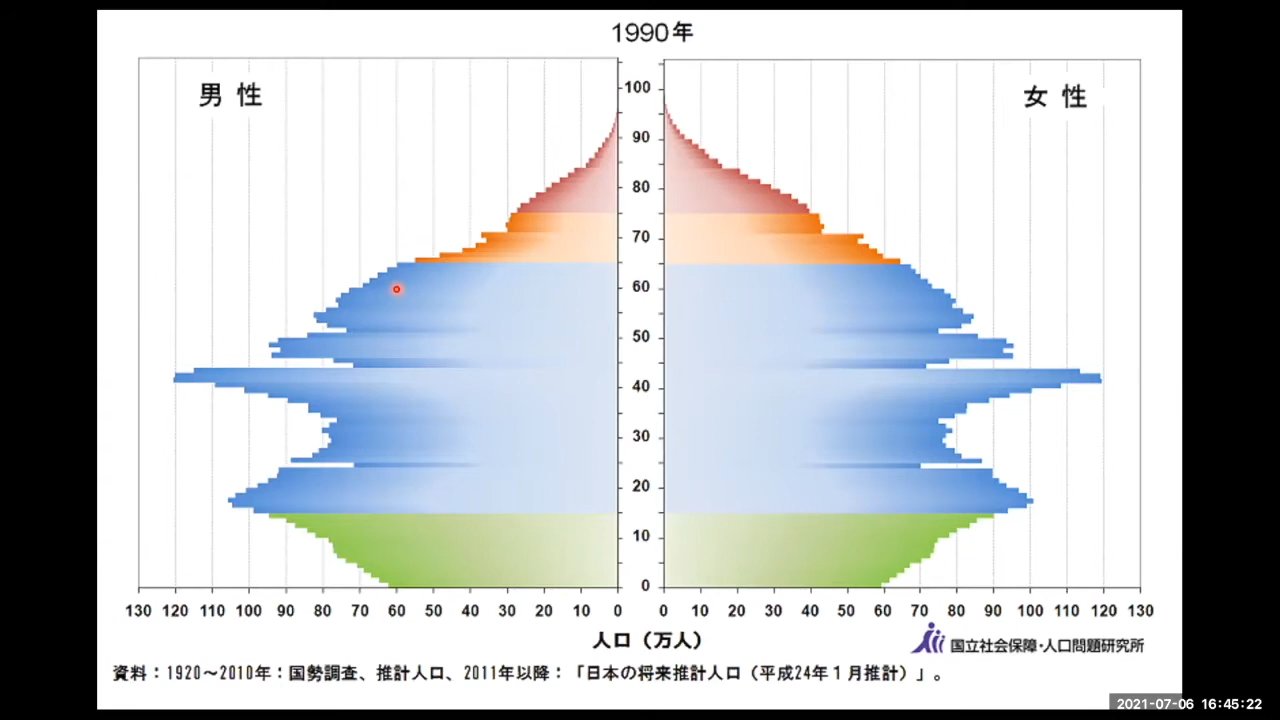 1990年
男性
女性
100
90
80
70
60
50
40
30
20
10
0
130 120 110 100 90 80 70 60 50 40 30 20 10 0
0 10 20 30 40 50 60 70 80 90 100 110 120 130
人口（万人）
国立社会保障・人口問題研究所
資料：1920～2010年：国勢調査、推計人口、2011年以降：「日本の将来推計人口（平成24年１月推計）」。
2021-07-06 16:45:22